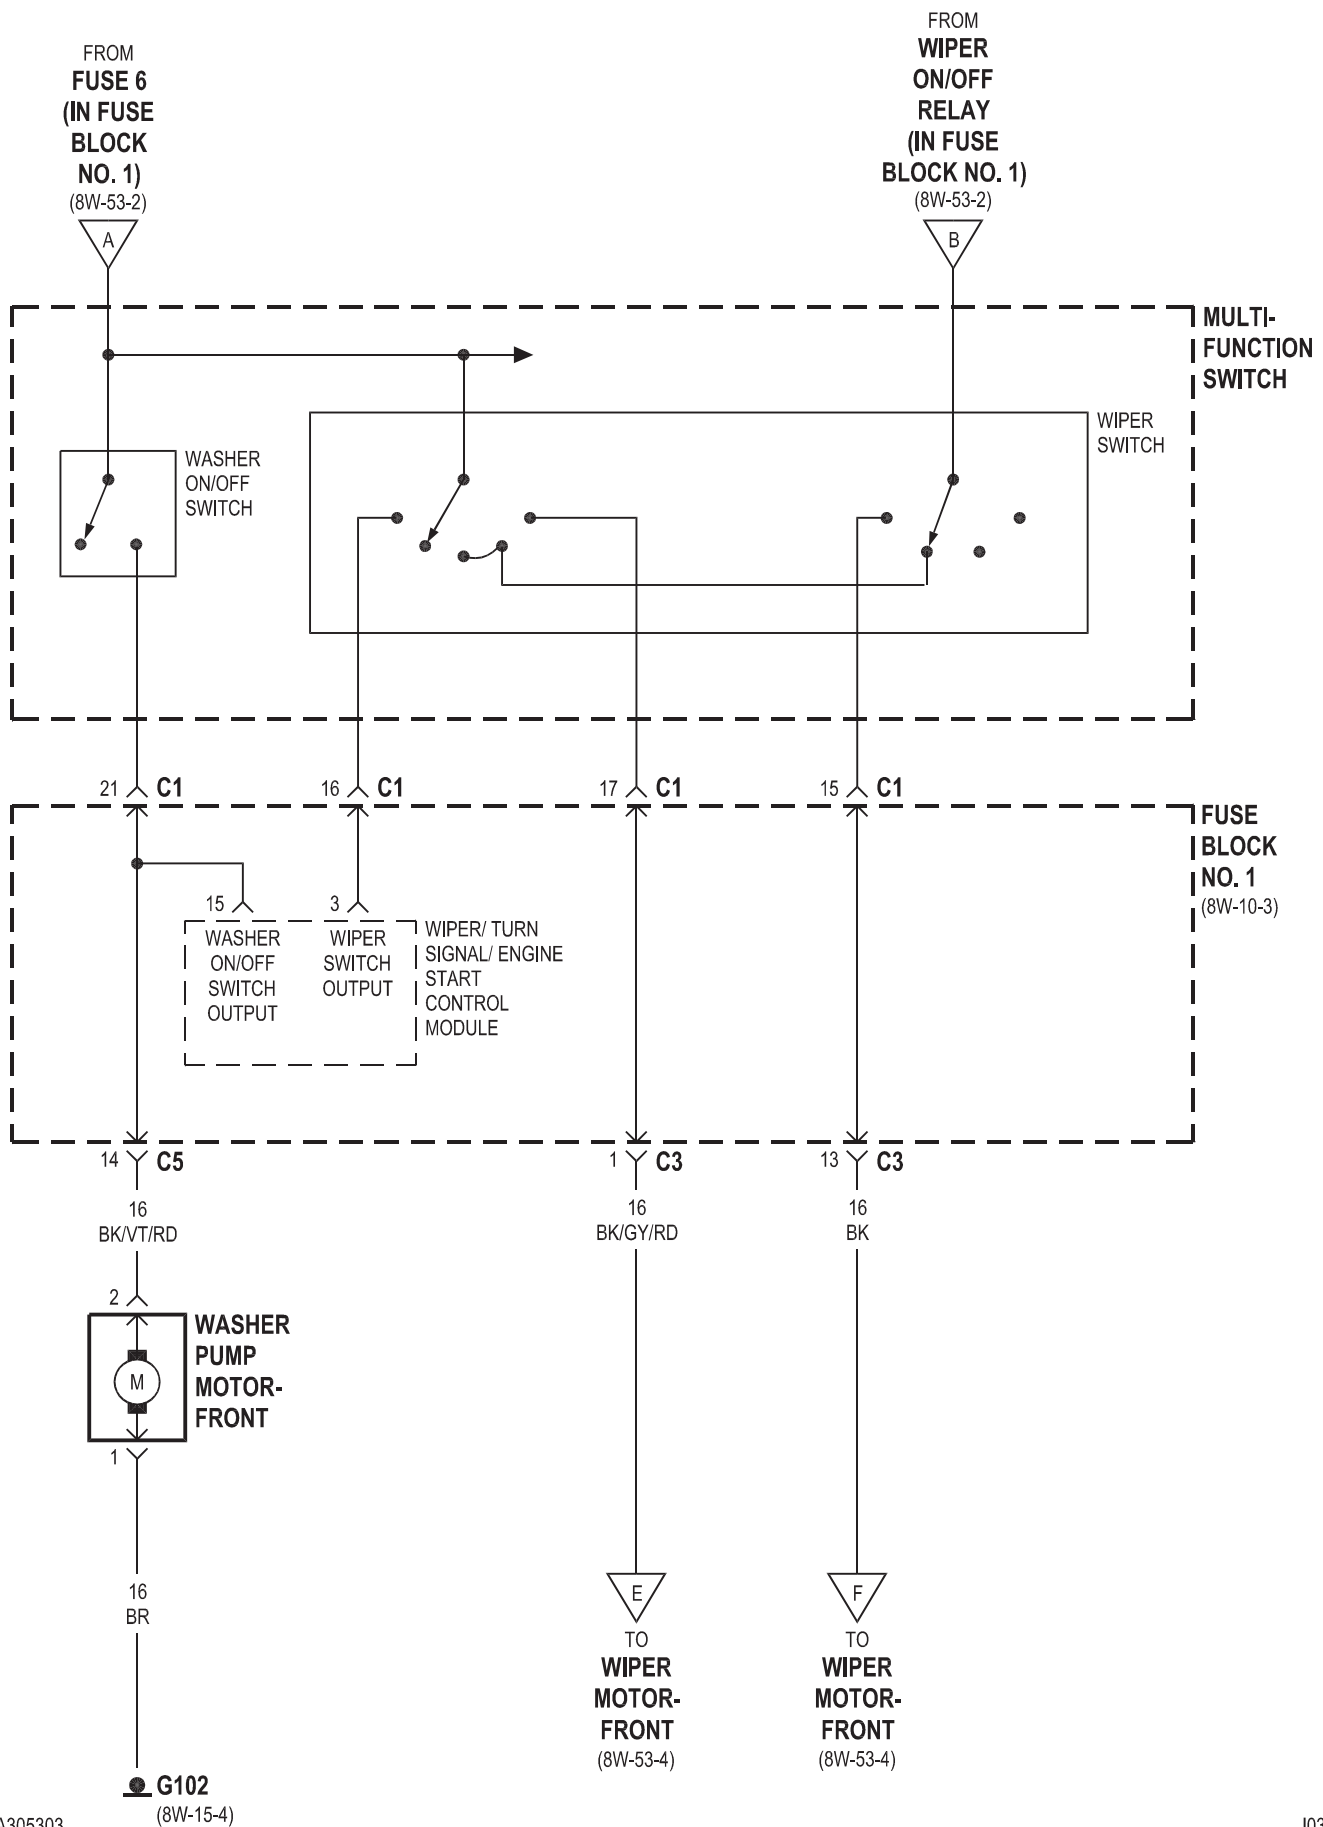 FROM
FUSE 6
(IN FUSE
BLOCK
NO. 1)
(8W-53-2)
A
FROM
WIPER
ON/OFF
RELAY
(IN FUSE
BLOCK NO. 1)
(8W-53-2)
B
MULTI-
FUNCTION
SWITCH
WASHER
ON/OFF
SWITCH
WIPER
SWITCH
21 C1
16 C1
17 C1
15 C1
FUSE
BLOCK
NO. 1
(8W-10-3)
15
3
WASHER
ON/OFF
SWITCH
OUTPUT
WIPER
SWITCH
OUTPUT
WIPER/ TURN
SIGNAL/ ENGINE
START
CONTROL
MODULE
14 C5
1 C3
13 C3
16
BK/VT/RD
16
BK/GY/RD
16
BK
2
M
WASHER
PUMP
MOTOR-
FRONT
1
16
BR
E
TO
WIPER
MOTOR-
FRONT
(8W-53-4)
F
TO
WIPER
MOTOR-
FRONT
(8W-53-4)
G102
(8W-15-4)
A305303
J03